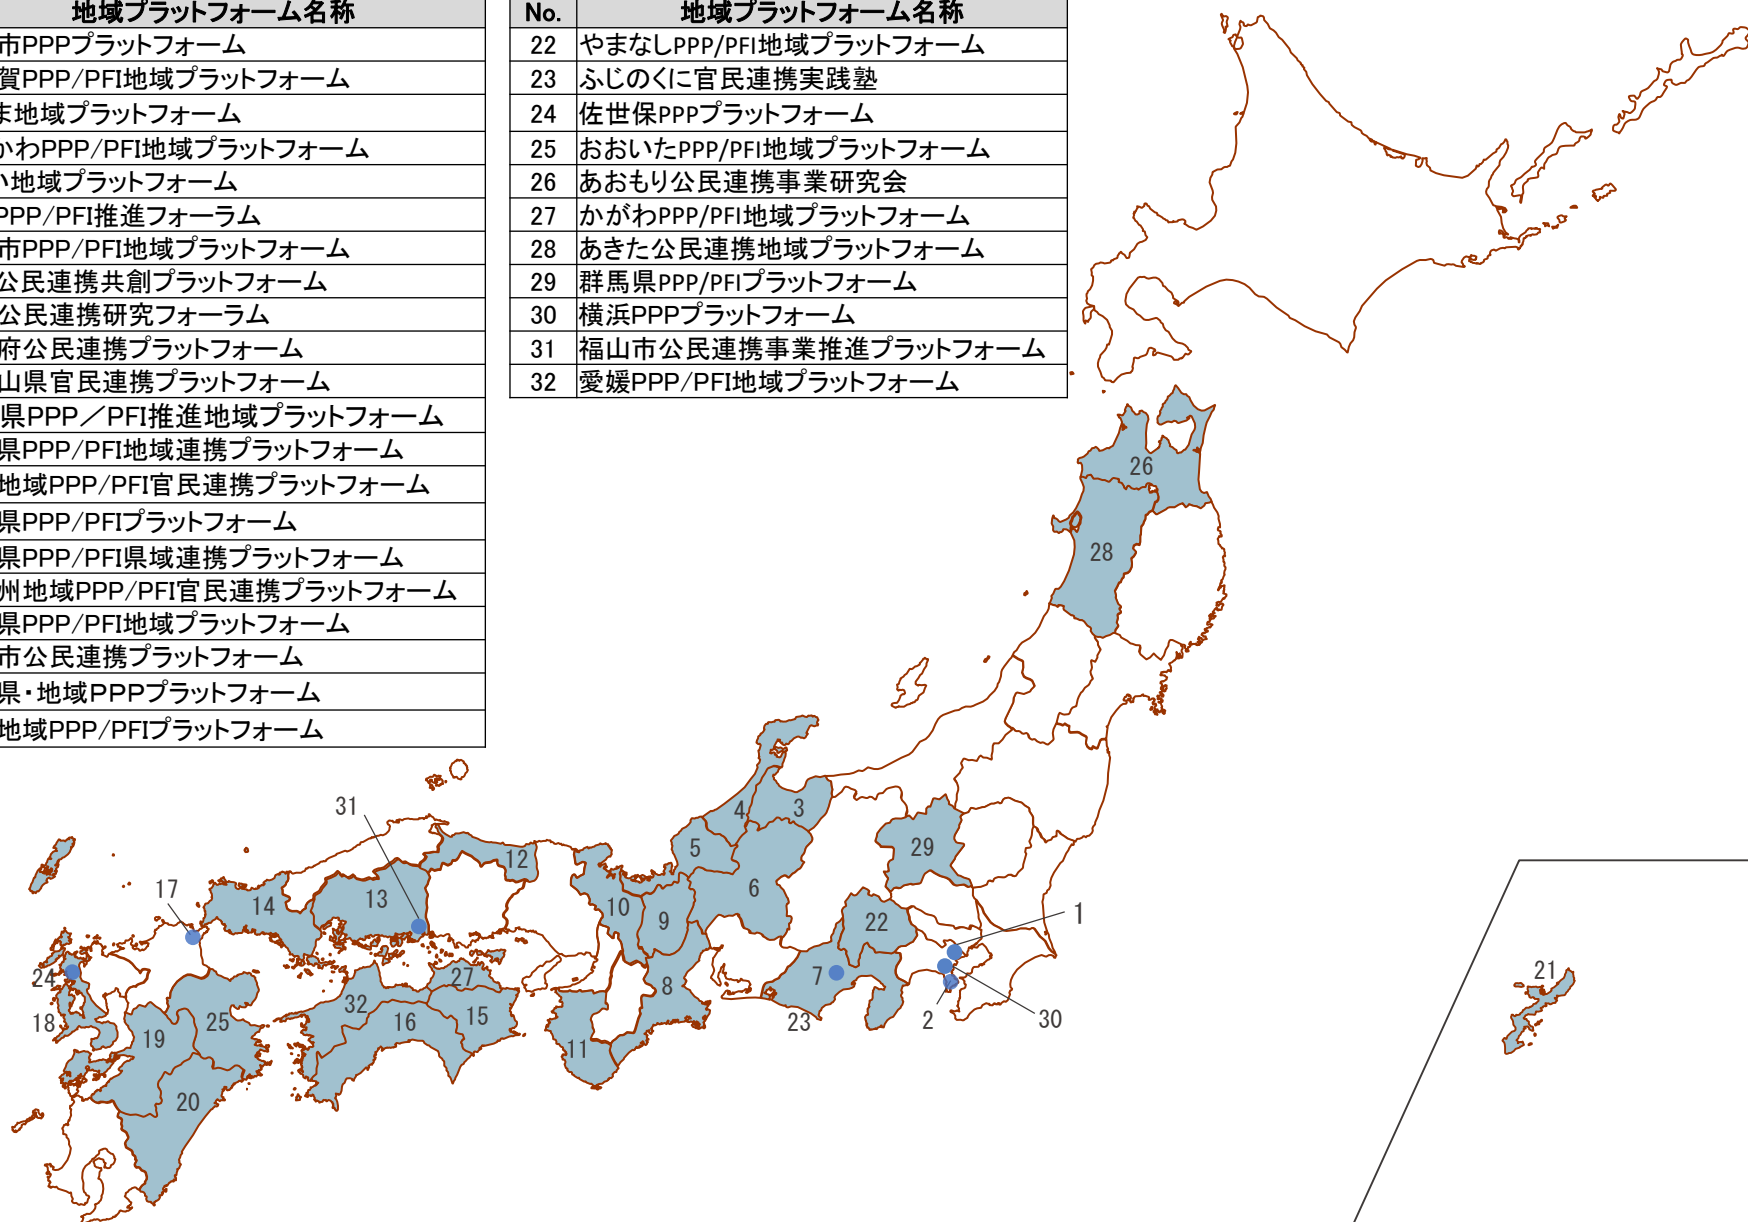 地域プラットフォーム名称
市PPPプラットフォーム
賀PPP/PFI地域プラットフォーム
ま地域プラットフォーム
かわPPP/PFI地域プラットフォーム
い地域プラットフォーム
PPP/PFI推進フォーラム
市PPP/PFI地域プラットフォーム
公民連携共創プラットフォーム
公民連携研究フォーラム
府公民連携プラットフォーム
山県官民連携プラットフォーム
県PPP／PFI推進地域プラットフォーム
県PPP/PFI地域連携プラットフォーム
地域PPP/PFI官民連携プラットフォーム
県PPP/PFIプラットフォーム
県PPP/PFI県域連携プラットフォーム
州地域PPP/PFI官民連携プラットフォーム
県PPP/PFI地域プラットフォーム
市公民連携プラットフォーム
県・地域PPPプラットフォーム
地域PPP/PFIプラットフォーム
No. 地域プラットフォーム名称
22 やまなしPPP/PFI地域プラットフォーム
23 ふじのくに官民連携実践塾
24 佐世保PPPプラットフォーム
25 おおいたPPP/PFI地域プラットフォーム
26 あおもり公民連携事業研究会
27 かがわPPP/PFI地域プラットフォーム
28 あきた公民連携地域プラットフォーム
29 群馬県PPP/PFIプラットフォーム
30 横浜PPPプラットフォーム
31 福山市公民連携事業推進プラットフォーム
32 愛媛PPP/PFI地域プラットフォーム
26
28
31
4
3
5
29
12
6
17
13
14
10
9
22
1
7
27
24
8
21
32
15
18
25
16
23
2
30
19
11
20